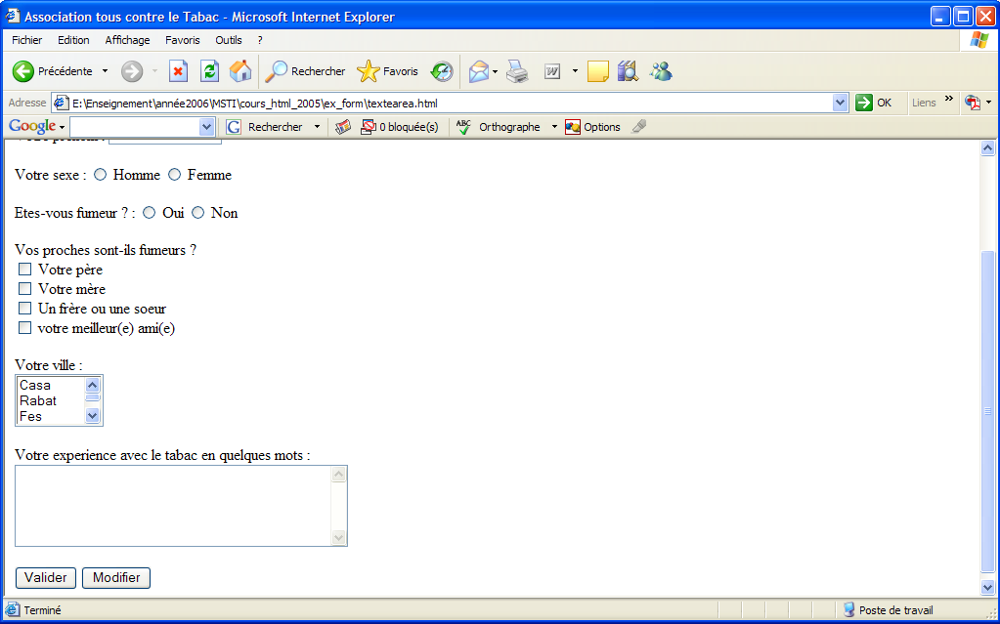 Association tous contre le Tabac - Microsoft Internet Explorer
Fichier Edition Affichage Favoris Outils ?
Précédente Rechercher Favoris
Adresse E:\Enseignement\année2006\MSTI\cours_html_2005\ex_form\textearea.html OK Liens
Google Rechercher 0 bloquée(s) ABC Orthographe Options
Votre sexe : Homme Femme
Etes-vous fumeur ? : Oui Non
Vos proches sont-ils fumeurs ?
Votre père
Votre mère
Un frère ou une soeur
votre meilleur(e) ami(e)
Votre ville :
Casa
Rabat
Fes
Votre experience avec le tabac en quelques mots :
Valider Modifier
Terminé Poste de travail